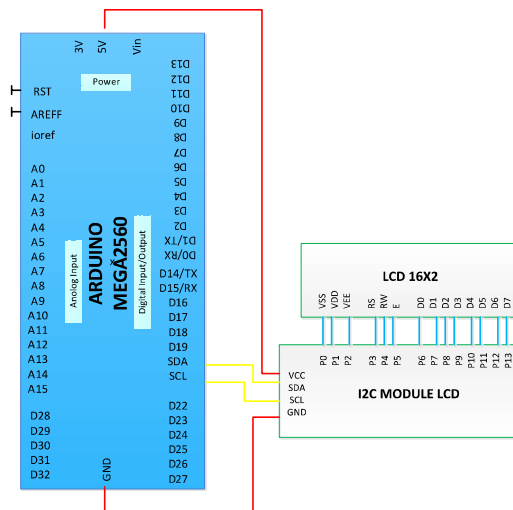 3V
5V
Vin
Power
RST
AREFF
ioref
A0
A1
A2
A3
A4
A5
A6
A7
A8
A9
A10
A11
A12
A13
A14
A15
D28
D29
D30
D31
D32
Analog Input
ARDUINO
MEGA2560
Digital Input/Output
D13
D12
D11
D10
D9
D8
D7
D6
D5
D4
D3
D2
D1/TX
D0/RX
D14/TX
D15/RX
D16
D17
D18
D19
SDA
SCL
D22
D23
D24
D25
D26
D27
GND
LCD 16X2
VSS
VDD
VEE
RS
RW
E
D0
D1
D2
D3
D4
D5
D6
D7
P0
P1
P2
P3
P4
P5
P6
P7
P8
P9
P10
P11
P12
P13
VCC
SDA
SCL
GND
I2C MODULE LCD